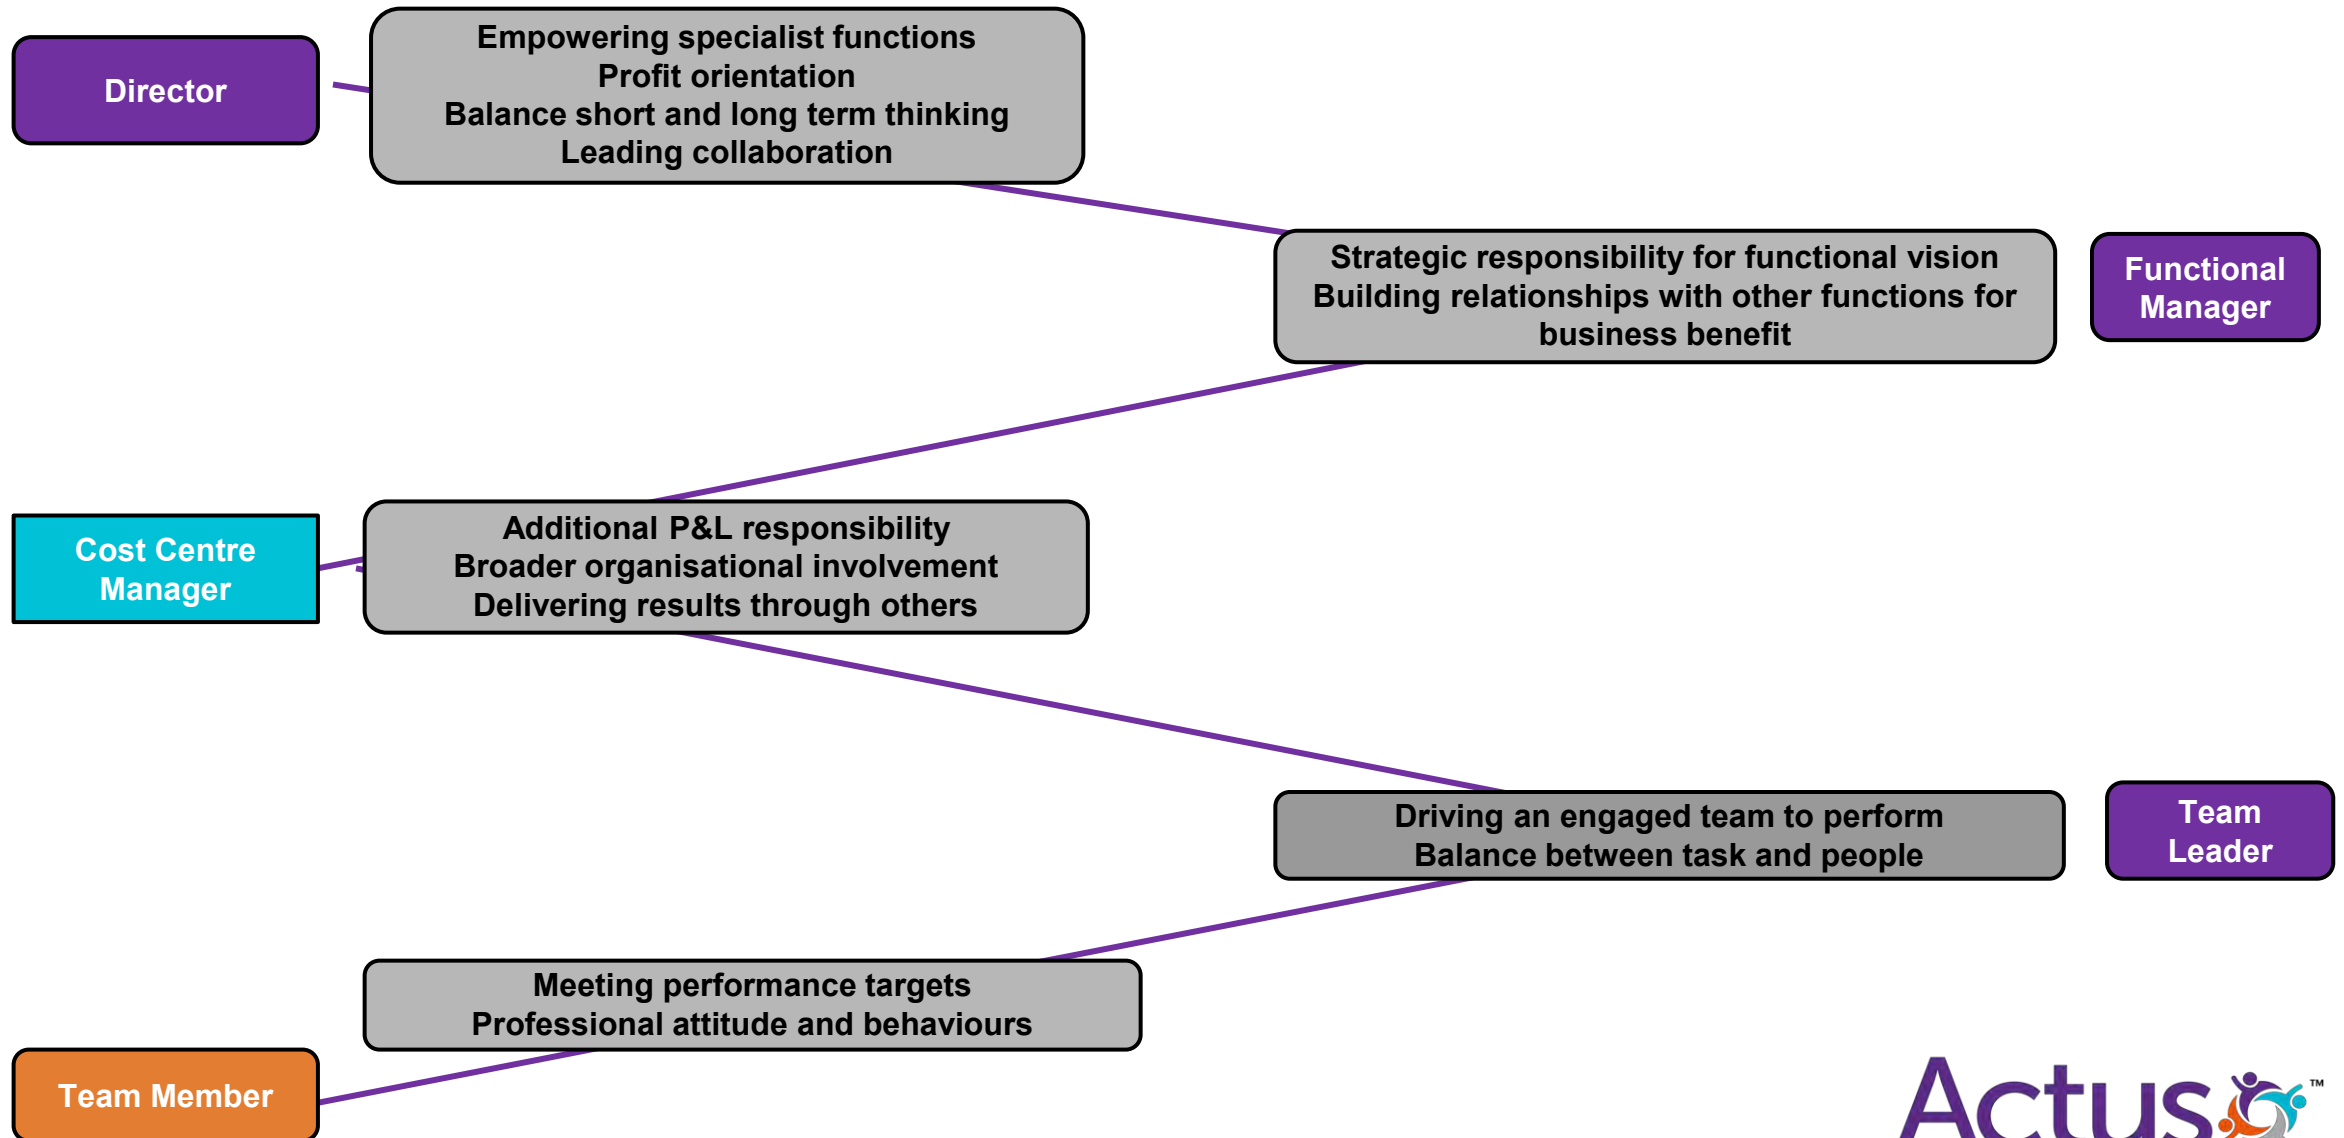 Director
Empowering specialist functions
Profit orientation
Balance short and long term thinking
Leading collaboration
Strategic responsibility for functional vision
Building relationships with other functions for
business benefit
Functional
Manager
Cost Centre
Manager
Additional P&L responsibility
Broader organisational involvement
Delivering results through others
Driving an engaged team to perform
Balance between task and people
Team
Leader
Meeting performance targets
Professional attitude and behaviours
Team Member
Actus™